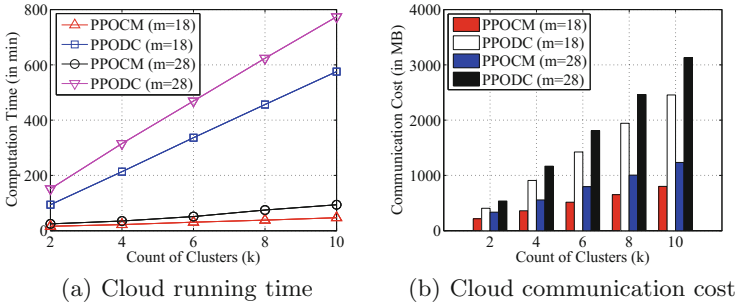 PPOCM (m=18)
PPODC (m=18)
PPOCM (m=28)
PPODC (m=28)
Computation Time (in min)
800
600
400
200
0
2 4 6 8 10
Count of Clusters (k)
(a) Cloud running time
PPOCM (m=18)
PPODC (m=18)
PPOCM (m=28)
PPODC (m=28)
Communication Cost (in MB)
4000
3000
2000
1000
0
2 4 6 8 10
Count of Clusters (k)
(b) Cloud communication cost